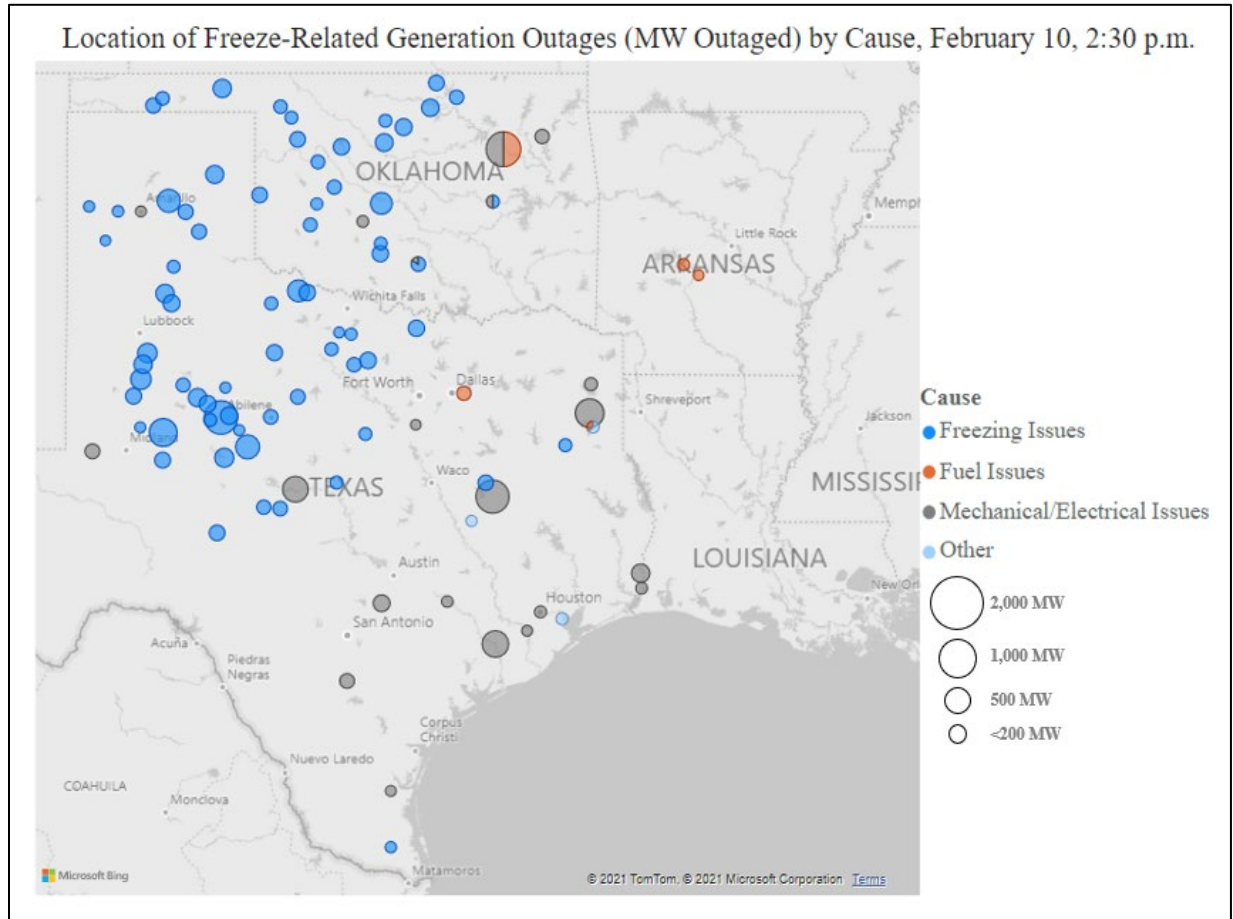 Location of Freeze-Related Generation Outages (MW Outaged) by Cause, February 10, 2:30 p.m.
OKLAHOMA
Amarillo
Memph
Little Rock
ARKANSAS
Wichita Falls
Lubbock
Fort Worth
Dallas
Abilene
Shreveport
Jackson
Midland
Waco
TEXAS
MISSISSIP
LOUISIANA
Austin
Houston
New Orl
San Antonio
Acuña
Piedras
Negras
Corpus
Christi
Nuevo Laredo
COAHUILA
Monclova
Matamoros
Microsoft Bing
© 2021 TomTom, © 2021 Microsoft Corporation Terms
Cause
Freezing Issues
Fuel Issues
Mechanical/Electrical Issues
Other
2,000 MW
1,000 MW
500 MW
<200 MW